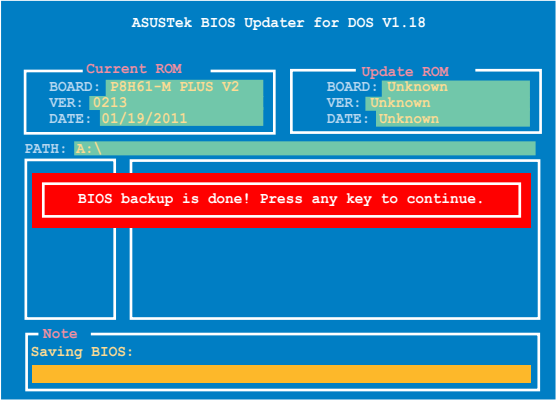 ASUSTek BIOS Updater for DOS V1.18
Current ROM
BOARD: P8H61-M PLUS V2
VER: 0213
DATE: 01/19/2011
Update ROM
BOARD: Unknown
VER: Unknown
DATE: Unknown
PATH: A:\
BIOS backup is done! Press any key to continue.
Note
Saving BIOS: